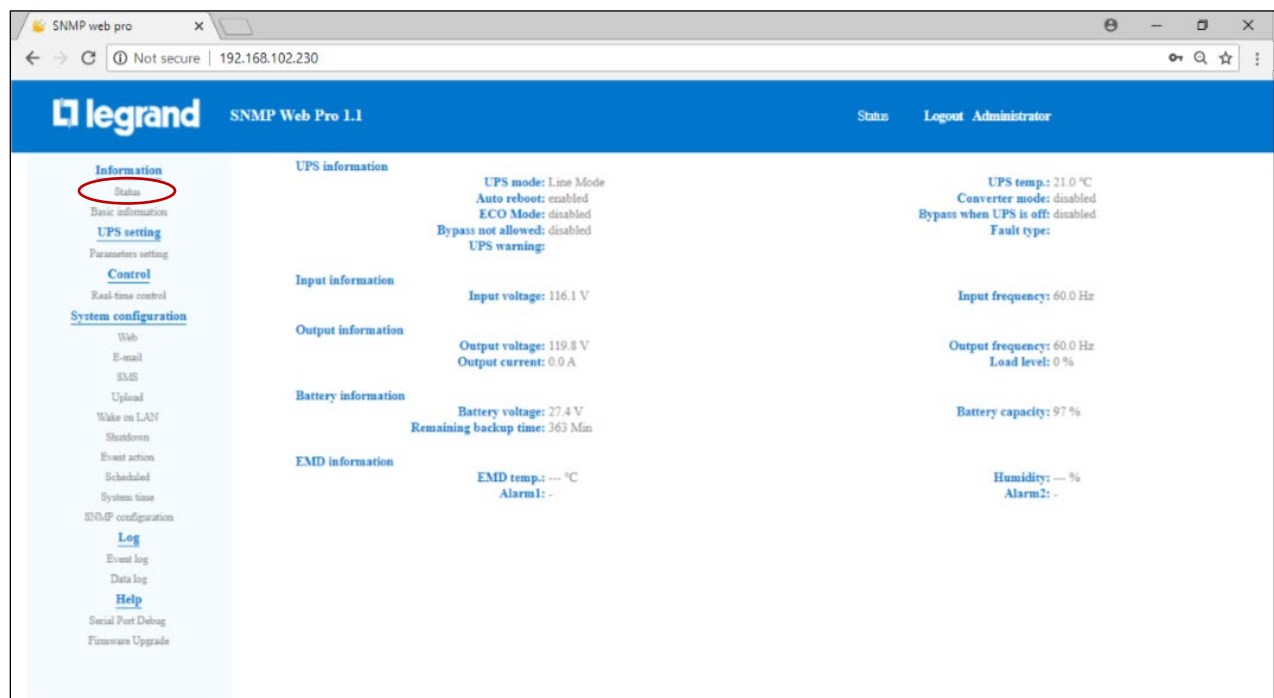 SNMP web pro
Not secure | 192.168.102.230
legrand SNMP Web Pro 1.1 Status Logout Administrator
Information
Status
Basic information
UPS setting
Parameters setting
Control
Real-time control
System configuration
Web
E-mail
SMS
Upload
Wake on LAN
Shutdown
Event action
Scheduled
System time
SNMP configuration
Log
Event log
Data log
Help
Serial Port Debug
Firmware Upgrade
UPS information
UPS mode: Line Mode UPS temp.: 21.0 °C
Auto reboot: enabled Converter mode: disabled
ECO Mode: disabled Bypass when UPS is off: disabled
Bypass not allowed: disabled Fault type:
UPS warning:
Input information
Input voltage: 116.1 V Input frequency: 60.0 Hz
Output information
Output voltage: 119.8 V Output frequency: 60.0 Hz
Output current: 0.0 A Load level: 0 %
Battery information
Battery voltage: 27.4 V Battery capacity: 97 %
Remaining backup time: 363 Min
EMD information
EMD temp.: --- °C Humidity: --- %
Alarm1: - Alarm2: -